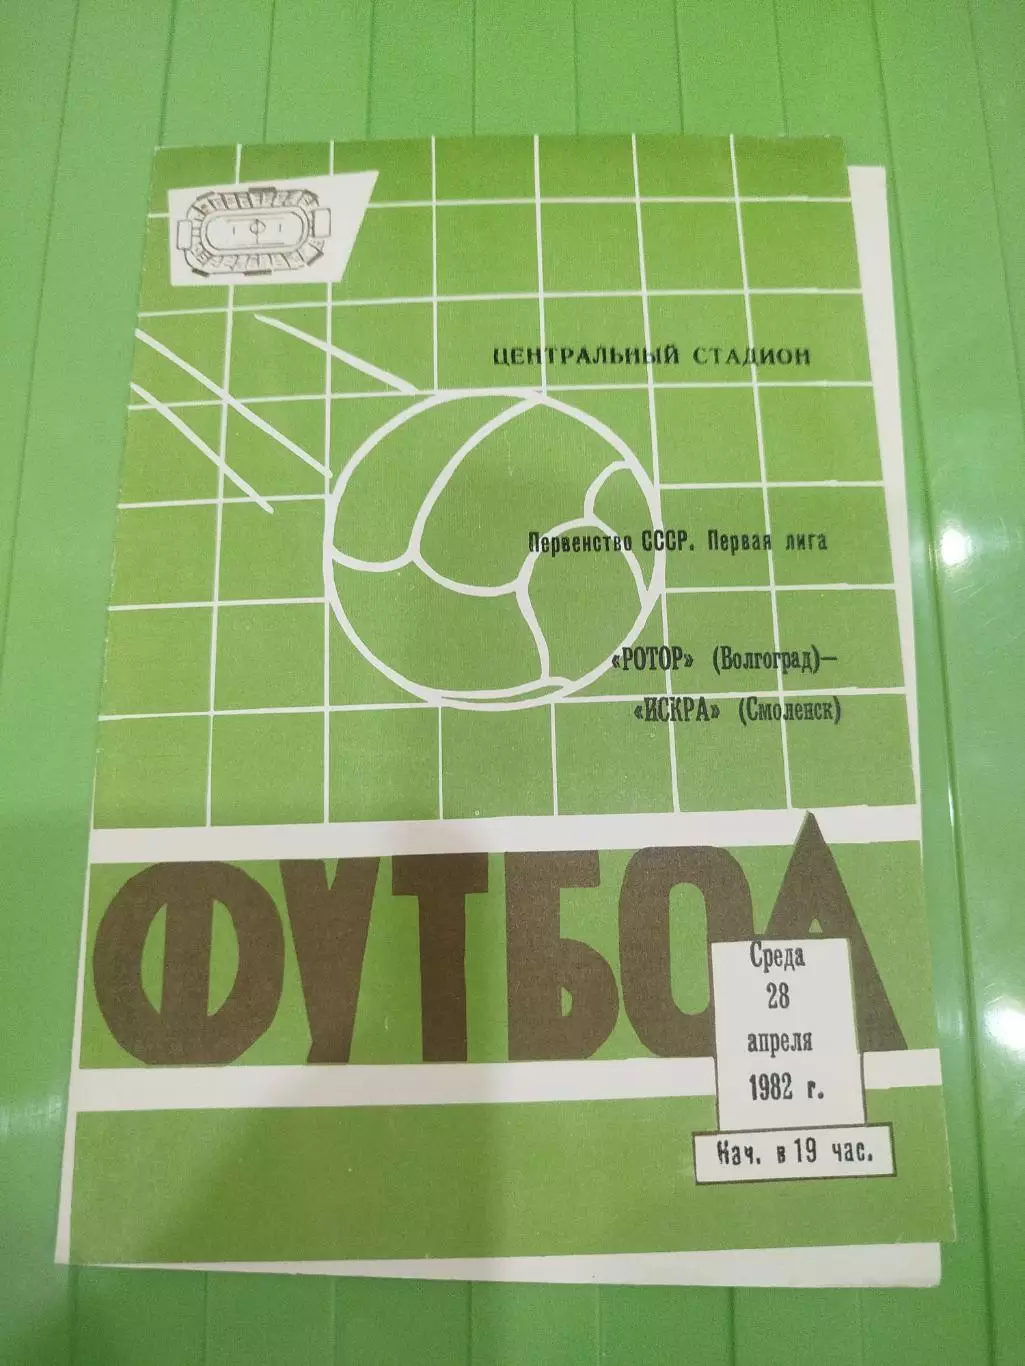 ЦЕНТРАЛЬНЫЙ СТАДИОН
Первенство СССР. Первая лига
«РОТОР» (Волгоград)—
«ИСКРА» (Смоленск)
ФУТБОЛ
Среда
28
апреля
1982 г.
Нач. в 19 час.